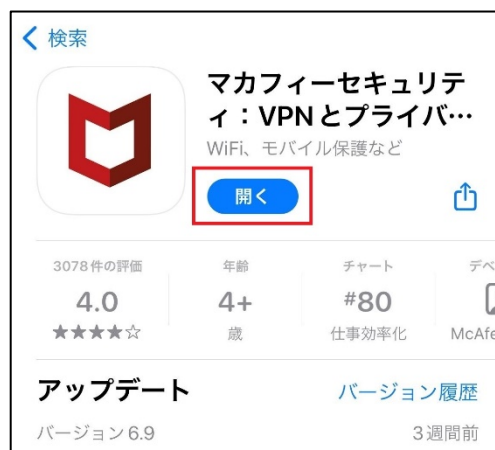 検索
マカフィーセキュリテ
ィ：VPNとプライバ…
WiFi、モバイル保護など
開く
3078件の評価
年齢
チャート
デベ
4.0
4+
#80
★★★★☆
歳
仕事効率化
McAfe
アップデート
バージョン履歴
バージョン 6.9
3週間前